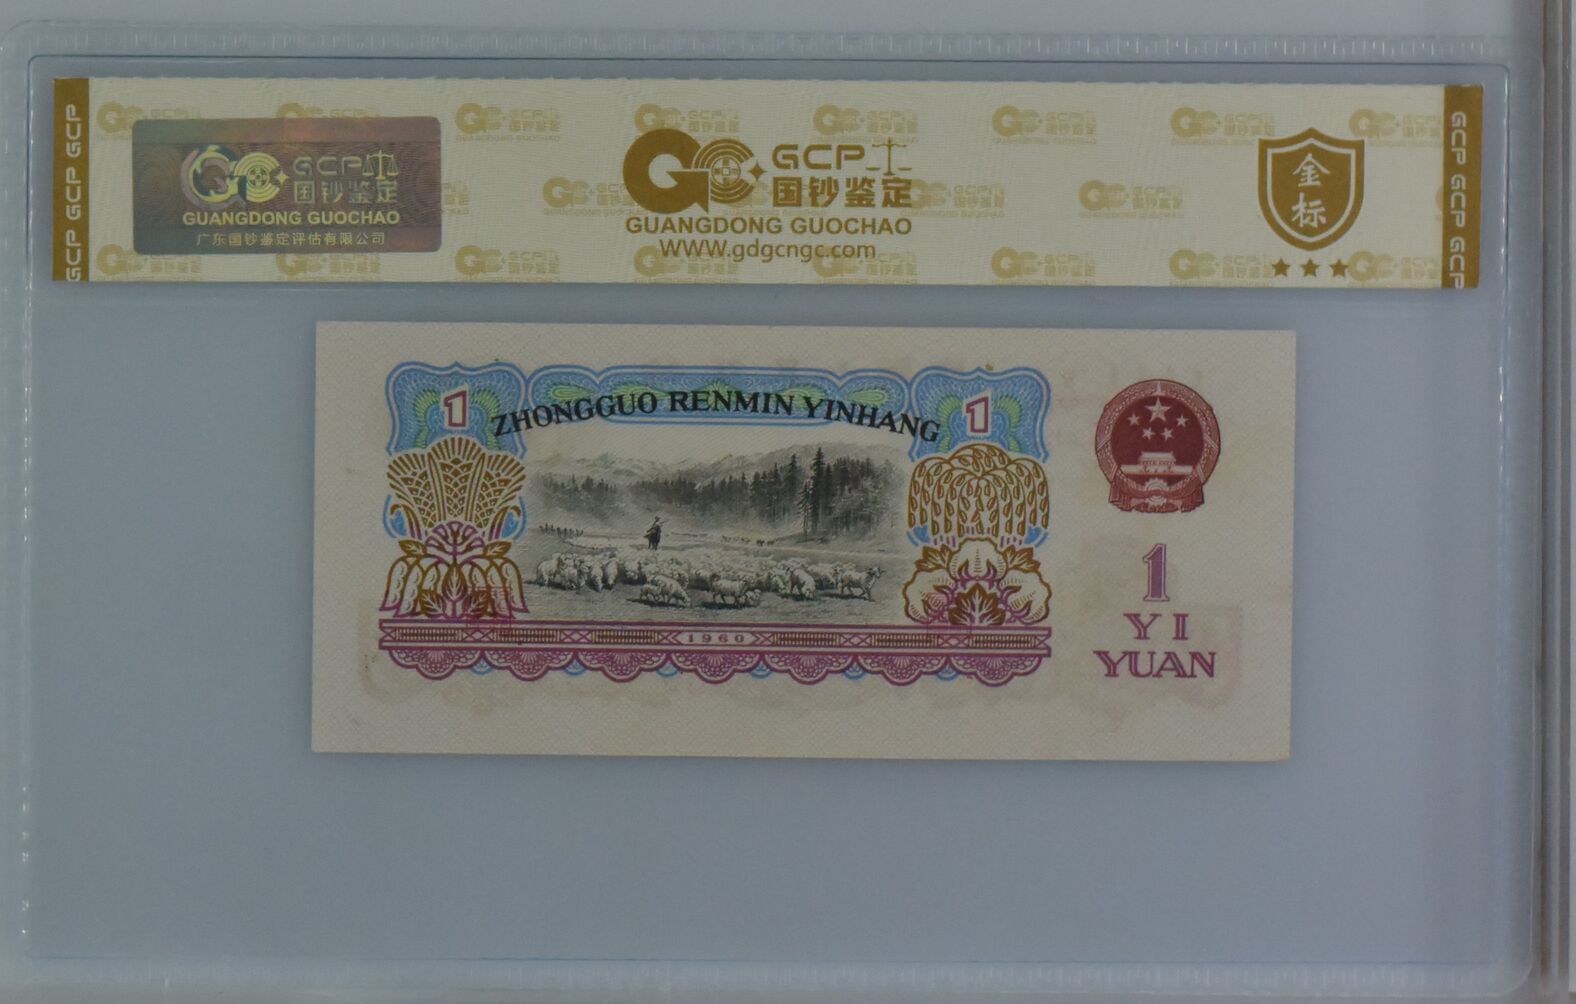 GCP GCP GCP
GCP
国钞鉴定
GUANGDONG GUOCHAO
广东国钞鉴定评估有限公司
GCP
国钞鉴定
GUANGDONG GUOCHAO
WWW.gdgcngc.com
金
标
GCP GCP GCP
1
ZHONGGUO RENMIN YINHANG
1
1960
1
YI
YUAN